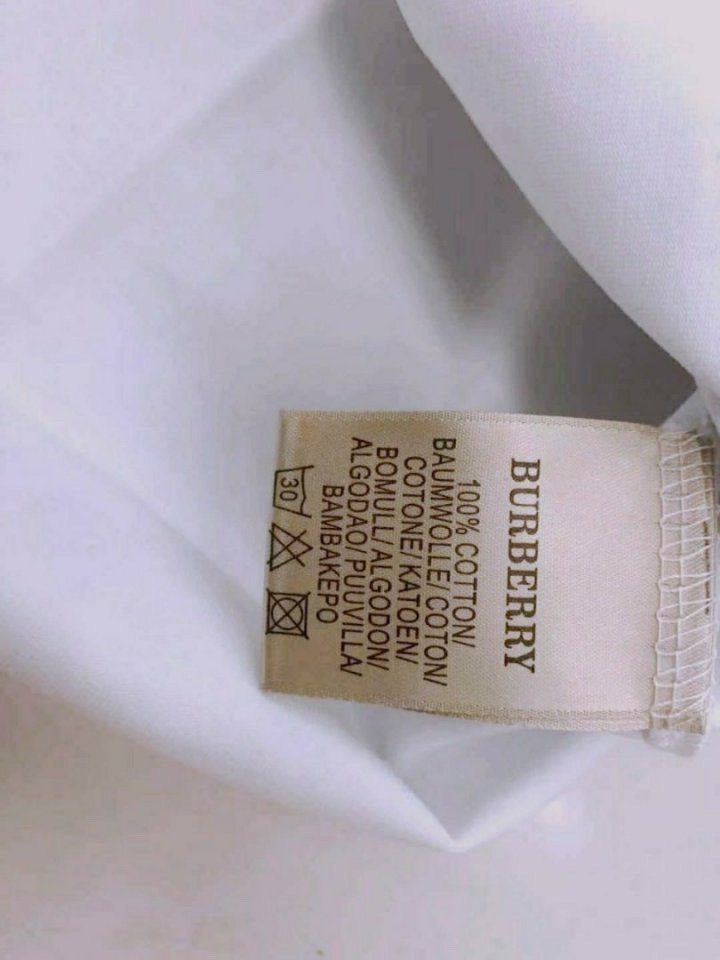 BURBERRY
100% COTTON/
BAUMWOLLE/COTON/
COTONE/KATOEN/
BOMULL/ALGODON/
ALGODAO/PUUVILLA/
BAMBAKEPO
30